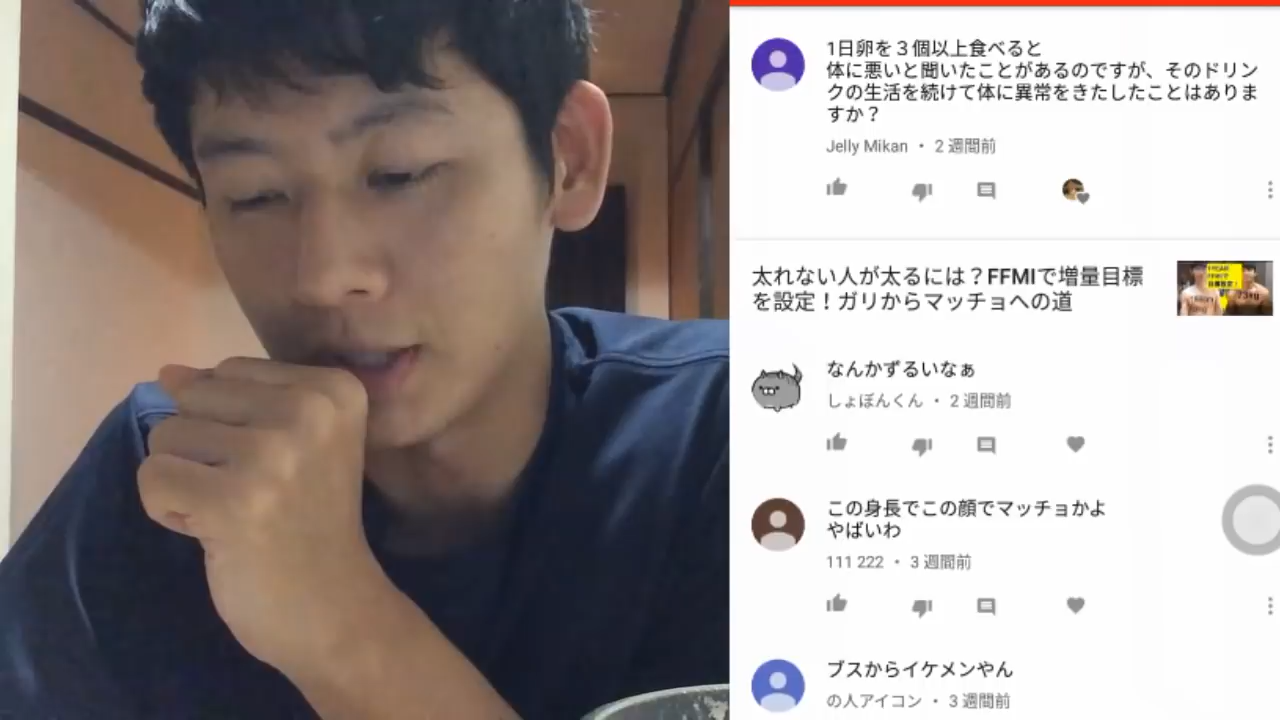 1日卵を３個以上食べると
体に悪いと聞いたことがあるのですが、そのドリン
クの生活を続けて体に異常をきたしたことはありま
すか？
Jelly Mikan ・ 2 週間前
太れない人が太るには？FFMIで増量目標
を設定！ガリからマッチョへの道
なんかずるいなぁ
しょぼんくん ・ 2 週間前
この身長でこの顔でマッチョかよ
やばいわ
111 222 ・ 3 週間前
ブスからイケメンやん
の人アイコン ・ 3 週間前